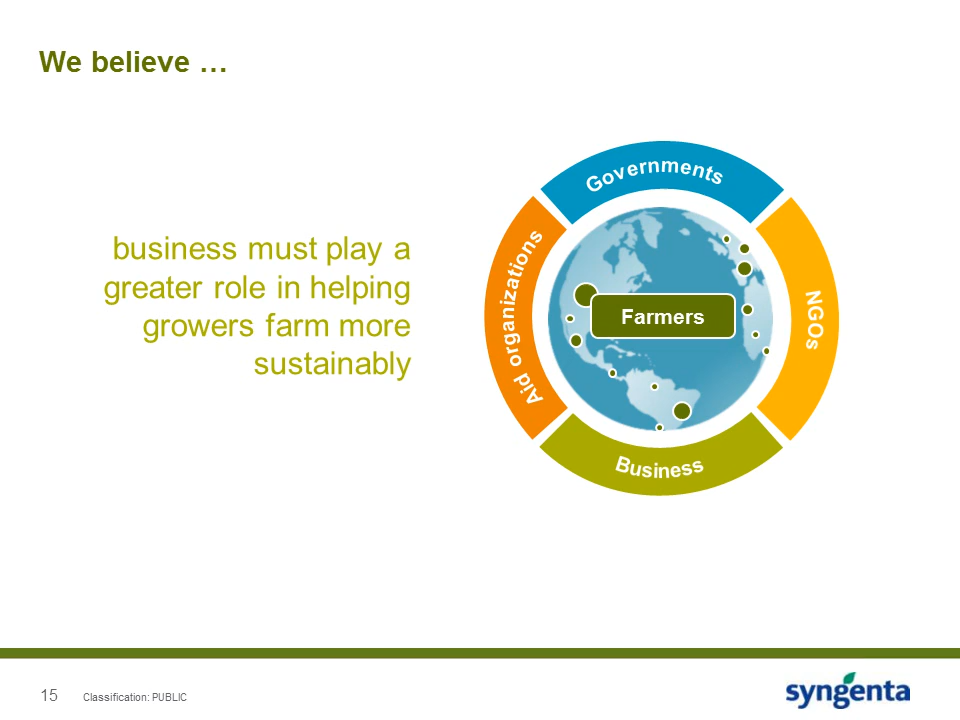 We believe …
business must play a
greater role in helping
growers farm more
sustainably
Governments
Aid organizations
Farmers
NGOs
Business
15 Classification: PUBLIC
syngenta